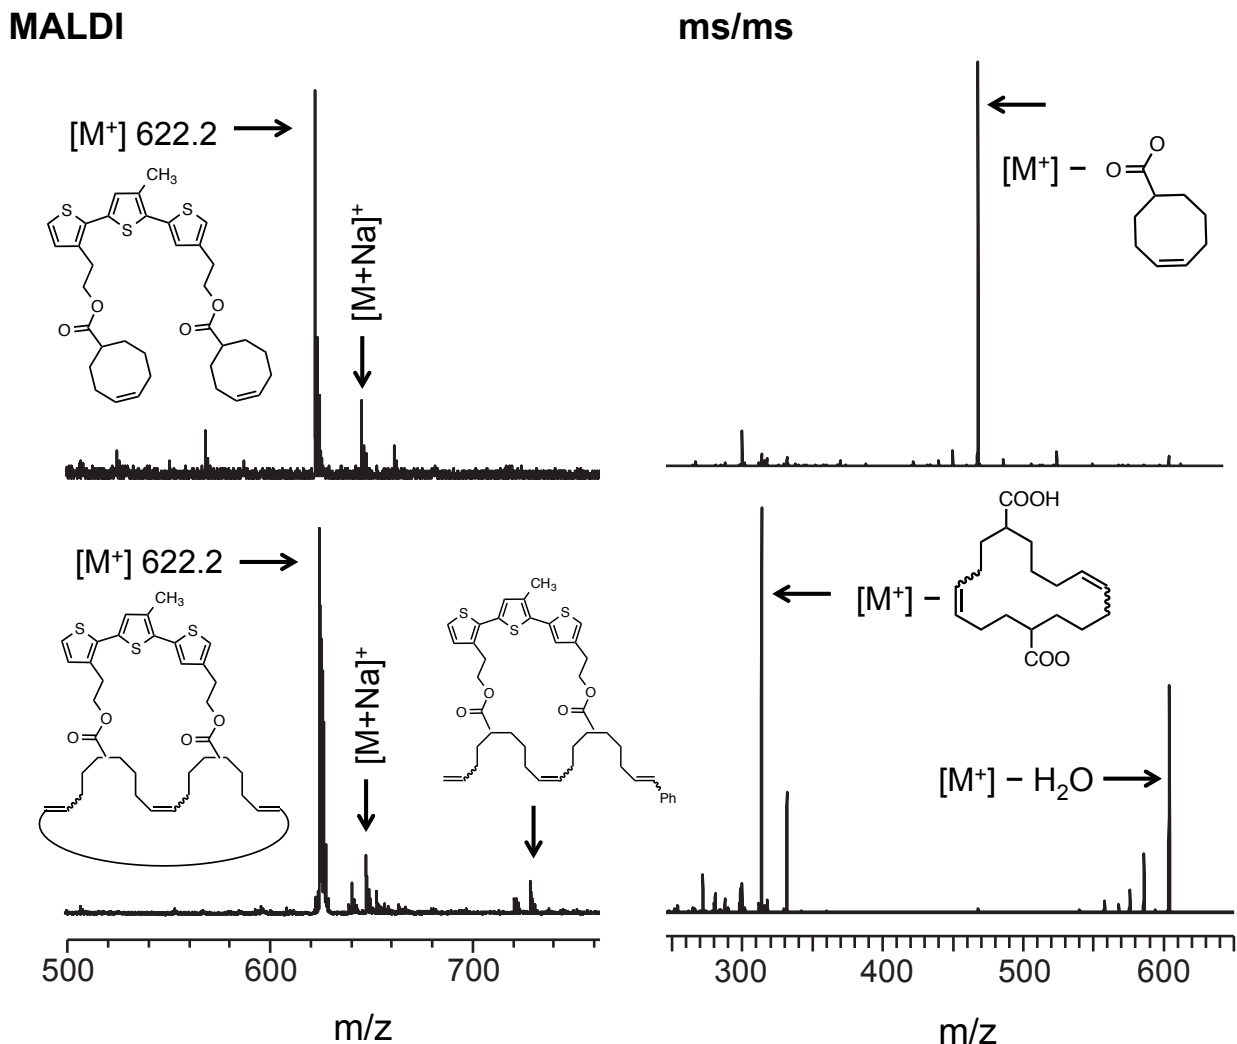 MALDI
ms/ms
[M⁺] 622.2
CH₃
S
S
S
O
O
O
O
[M+Na]⁺
[M⁺] –
O
O
[M⁺] 622.2
CH₃
S
S
S
O
O
O
O
[M+Na]⁺
CH₃
S
S
S
O
O
O
O
Ph
COOH
[M⁺] –
COO
[M⁺] – H₂O
500 600 700
m/z
300 400 500 600
m/z